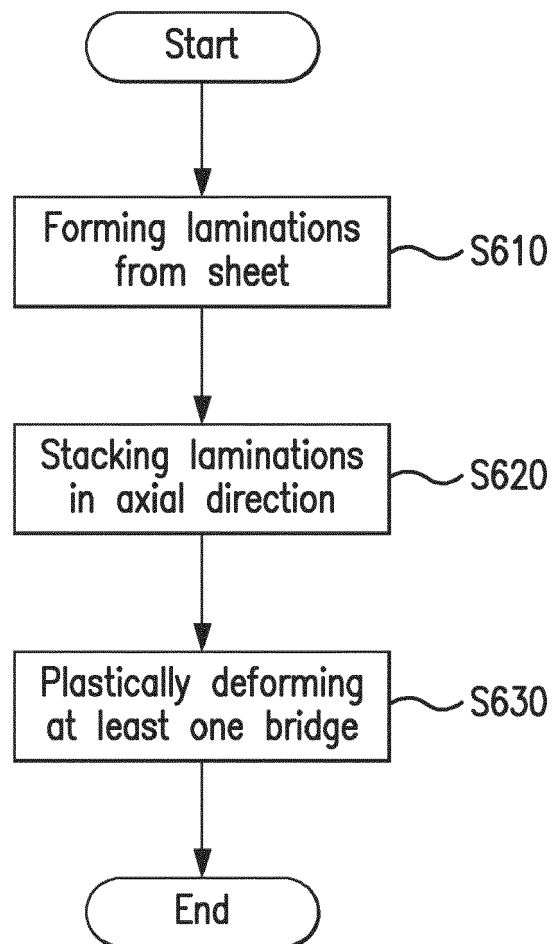 Start
Forming laminations
from sheet
S610
Stacking laminations
in axial direction
S620
Plastically deforming
at least one bridge
S630
End